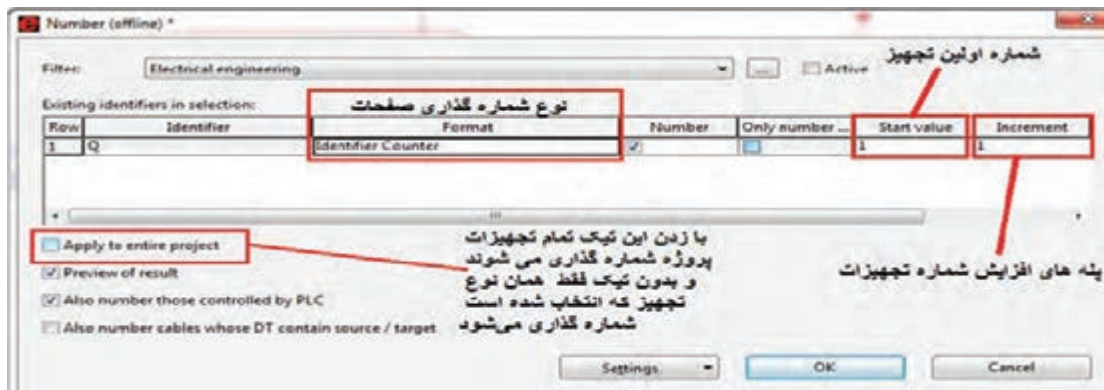 Number (offline) *
شماره اولین تجهیز
Filter: Electrical engineering ... Active
Existing identifiers in selection:
نوع شماره گذاری صفحات
Row Identifier Format Number Only number ... Start value Increment
1 Q Identifier Counter 1 1
Apply to entire project
با زدن این تیک تمام تجهیزات
پروژه شماره گذاری می شوند
و بدون تیک فقط همان نوع
تجهیز که انتخاب شده است
شماره گذاری می‌شود
پله های افزایش شماره تجهیزات
Preview of result
Also number those controlled by PLC
Also number cables whose DT contain source / target
Settings OK Cancel